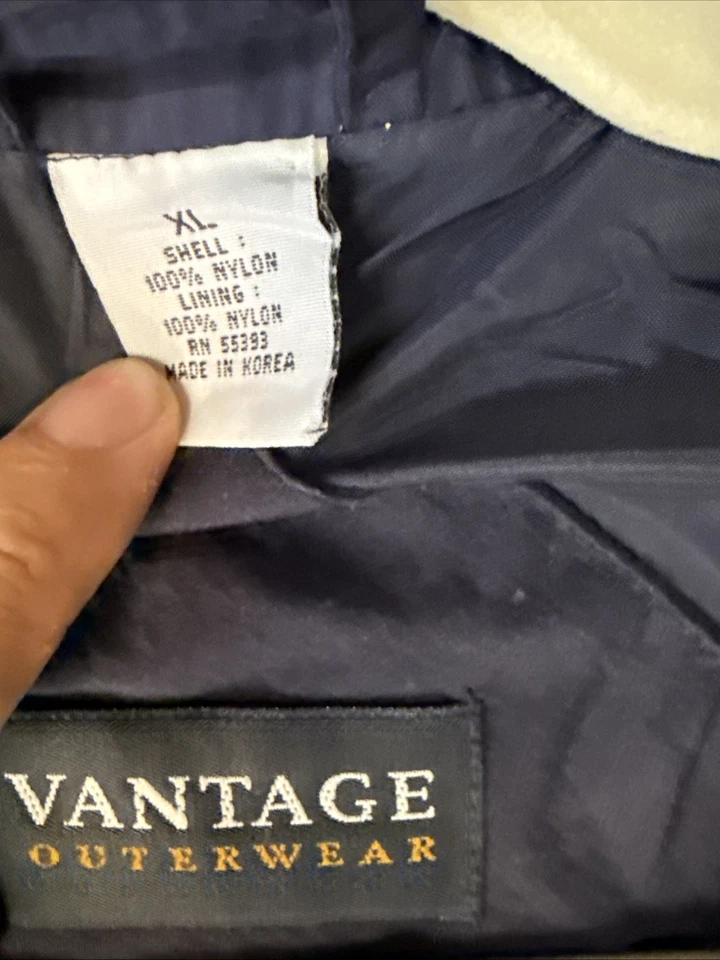 XL
SHELL :
100% NYLON
LINING :
100% NYLON
RN 55393
MADE IN KOREA
VANTAGE
OUTERWEAR